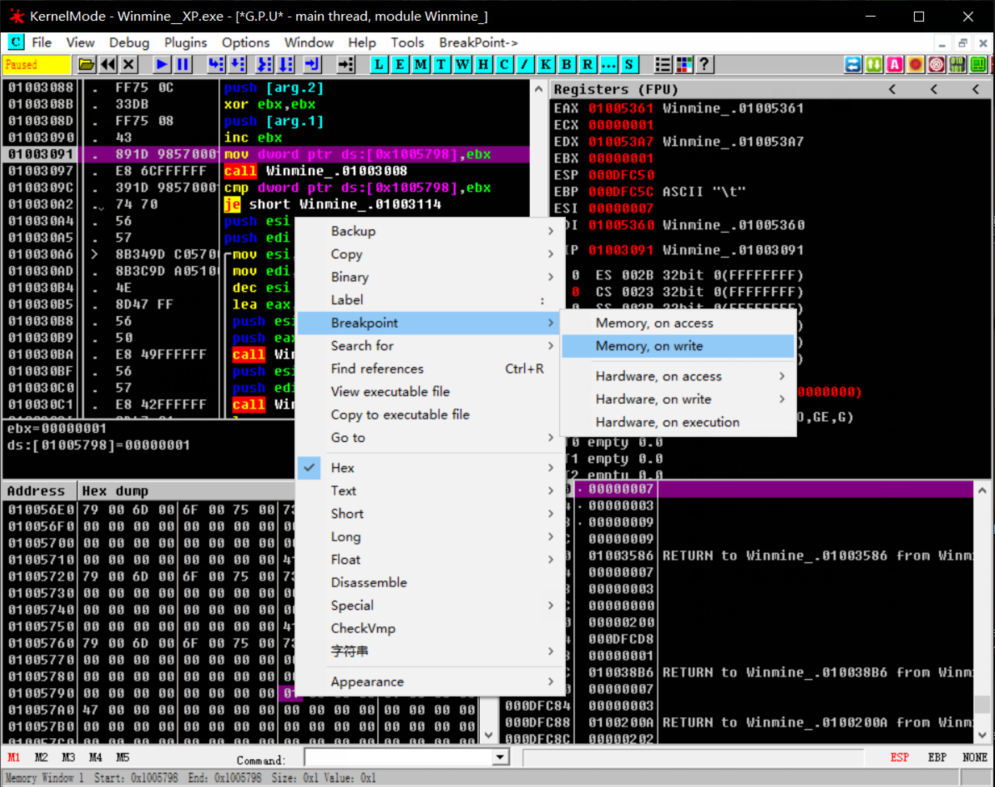 KernelMode - Winmine__XP.exe - [*G.P.U* - main thread, module Winmine_]
File View Debug Plugins Options Window Help Tools BreakPoint->
Paused L E M T W H C / K B R ... S ?
01003088 . FF75 0C push [arg.2]
0100308B . 33DB xor ebx,ebx
0100308D . FF75 08 push [arg.1]
01003090 . 43 inc ebx
01003091 . 891D 9857000 mov dword ptr ds:[0x1005798],ebx
01003097 . E8 6CFFFFFF call Winmine_.01003008
0100309C . 391D 9857000 cmp dword ptr ds:[0x1005798],ebx
010030A2 . 74 70 je short Winmine_.01003114
010030A4 . 56 push esi
010030A5 . 57 push edi
010030A6 > 8B349D C0570 mov esi
010030AD . 8B3C9D A0510 mov edi
010030B4 . 4E dec esi
010030B5 . 8D47 FF lea eax
010030B8 . 56 push esi
010030B9 . 50 push eax
010030BA . E8 49FFFFFF call Win
010030BF . 56 push esi
010030C0 . 57 push edi
010030C1 . E8 42FFFFFF call Win
ebx=00000001
ds:[01005798]=00000001
Registers (FPU) < < <
EAX 01005361 Winmine_.01005361
ECX 00000001
EDX 010053A7 Winmine_.010053A7
EBX 00000001
ESP 000DFC50
EBP 000DFC5C ASCII "\t"
ESI 00000007
DI 01005360 Winmine_.01005360
IP 01003091 Winmine_.01003091
0 ES 002B 32bit 0(FFFFFFFF)
0 CS 0023 32bit 0(FFFFFFFF)
0000000)
O,GE,G)
T0 empty 0.0
T1 empty 0.0
T2 empty 0.0
Backup
Copy
Binary
Label :
Breakpoint
Search for
Find references Ctrl+R
View executable file
Copy to executable file
Go to
Hex
Text
Short
Long
Float
Disassemble
Special
CheckVmp
字符串
Appearance
Memory, on access
Memory, on write
Hardware, on access
Hardware, on write
Hardware, on execution
Address Hex dump
010056E0 79 00 6D 00 6F 00 75 00 73
010056F0 00 00 00 00 00 00 00 00 00
01005700 00 00 00 00 00 00 00 00 00
01005710 00 00 00 00 00 00 00 00 41
01005720 79 00 6D 00 6F 00 75 00 73
01005730 00 00 00 00 00 00 00 00 00
01005740 00 00 00 00 00 00 00 00 00
01005750 00 00 00 00 00 00 00 00 41
01005760 79 00 6D 00 6F 00 75 00 73
01005770 00 00 00 00 00 00 00 00 00
01005780 00 00 00 00 00 00 00 00 00
01005790 00 00 00 00 00 00 00 00 01
010057A0 47 00 00 00 00 00 00 00 00 00 00 00 00 00 00 00
010057B0 00 00 00 00 00 00 00 00 00 00 00 00 00 00 00 00
00000007
00000003
00000009
00000009
01003586 RETURN to Winmine_.01003586 from Winm
00000007
00000003
00000000
00000200
000DFCD8
00000001
010038B6 RETURN to Winmine_.010038B6 from Winm
00000007
000DFC84 00000003
000DFC88 0100200A RETURN to Winmine_.0100200A from Winm
000DFC8C 00000202
M1 M2 M3 M4 M5 Command: ESP EBP NONE
Memory Window 1 Start: 0x1005798 End: 0x1005798 Size: 0x1 Value: 0x1